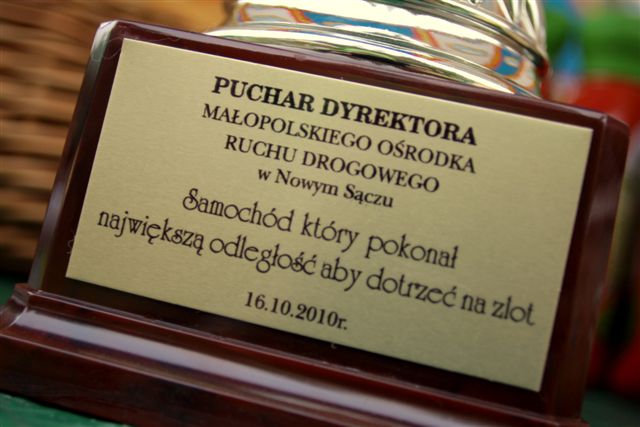 PUCHAR DYREKTORA
MAŁOPOLSKIEGO OŚRODKA
RUCHU DROGOWEGO
w Nowym Sączu
Samochód który pokonał
największą odległość aby dotrzeć na zlot
16.10.2010r.